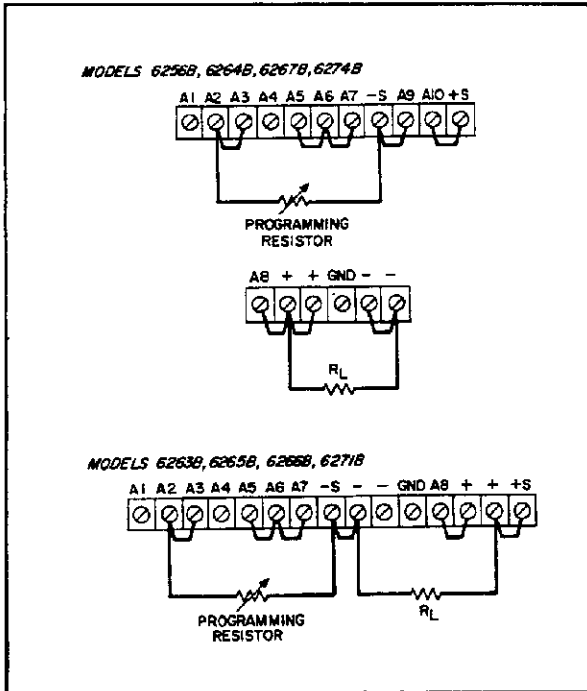 MODELS 6256B, 6264B, 6267B, 6274B
A1 A2 A3 A4 A5 A6 A7 -S A9 A10 +S
PROGRAMMING
RESISTOR
A8 + + GND - -
RL
MODELS 6263B, 6265B, 6266B, 6271B
A1 A2 A3 A4 A5 A6 A7 -S - - GND A8 + + +S
PROGRAMMING
RESISTOR
RL